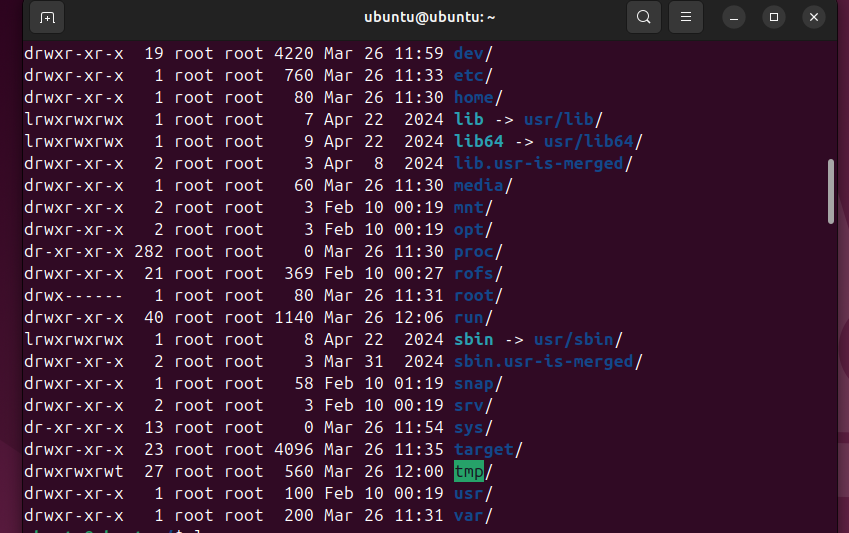 ubuntu@ubuntu: ~
drwxr-xr-x  19 root root 4220 Mar 26 11:59 dev/
drwxr-xr-x   1 root root  760 Mar 26 11:33 etc/
drwxr-xr-x   1 root root   80 Mar 26 11:30 home/
lrwxrwxrwx   1 root root    7 Apr 22  2024 lib -> usr/lib/
lrwxrwxrwx   1 root root    9 Apr 22  2024 lib64 -> usr/lib64/
drwxr-xr-x   2 root root    3 Apr  8  2024 lib.usr-is-merged/
drwxr-xr-x   1 root root   60 Mar 26 11:30 media/
drwxr-xr-x   2 root root    3 Feb 10 00:19 mnt/
drwxr-xr-x   2 root root    3 Feb 10 00:19 opt/
dr-xr-xr-x 282 root root    0 Mar 26 11:30 proc/
drwxr-xr-x  21 root root  369 Feb 10 00:27 rofs/
drwx------   1 root root   80 Mar 26 11:31 root/
drwxr-xr-x  40 root root 1140 Mar 26 12:06 run/
lrwxrwxrwx   1 root root    8 Apr 22  2024 sbin -> usr/sbin/
drwxr-xr-x   2 root root    3 Mar 31  2024 sbin.usr-is-merged/
drwxr-xr-x   1 root root   58 Feb 10 01:19 snap/
drwxr-xr-x   2 root root    3 Feb 10 00:19 srv/
dr-xr-xr-x  13 root root    0 Mar 26 11:54 sys/
drwxr-xr-x  23 root root 4096 Mar 26 11:35 target/
drwxrwxrwt  27 root root  560 Mar 26 12:00 tmp/
drwxr-xr-x   1 root root  100 Feb 10 00:19 usr/
drwxr-xr-x   1 root root  200 Mar 26 11:31 var/